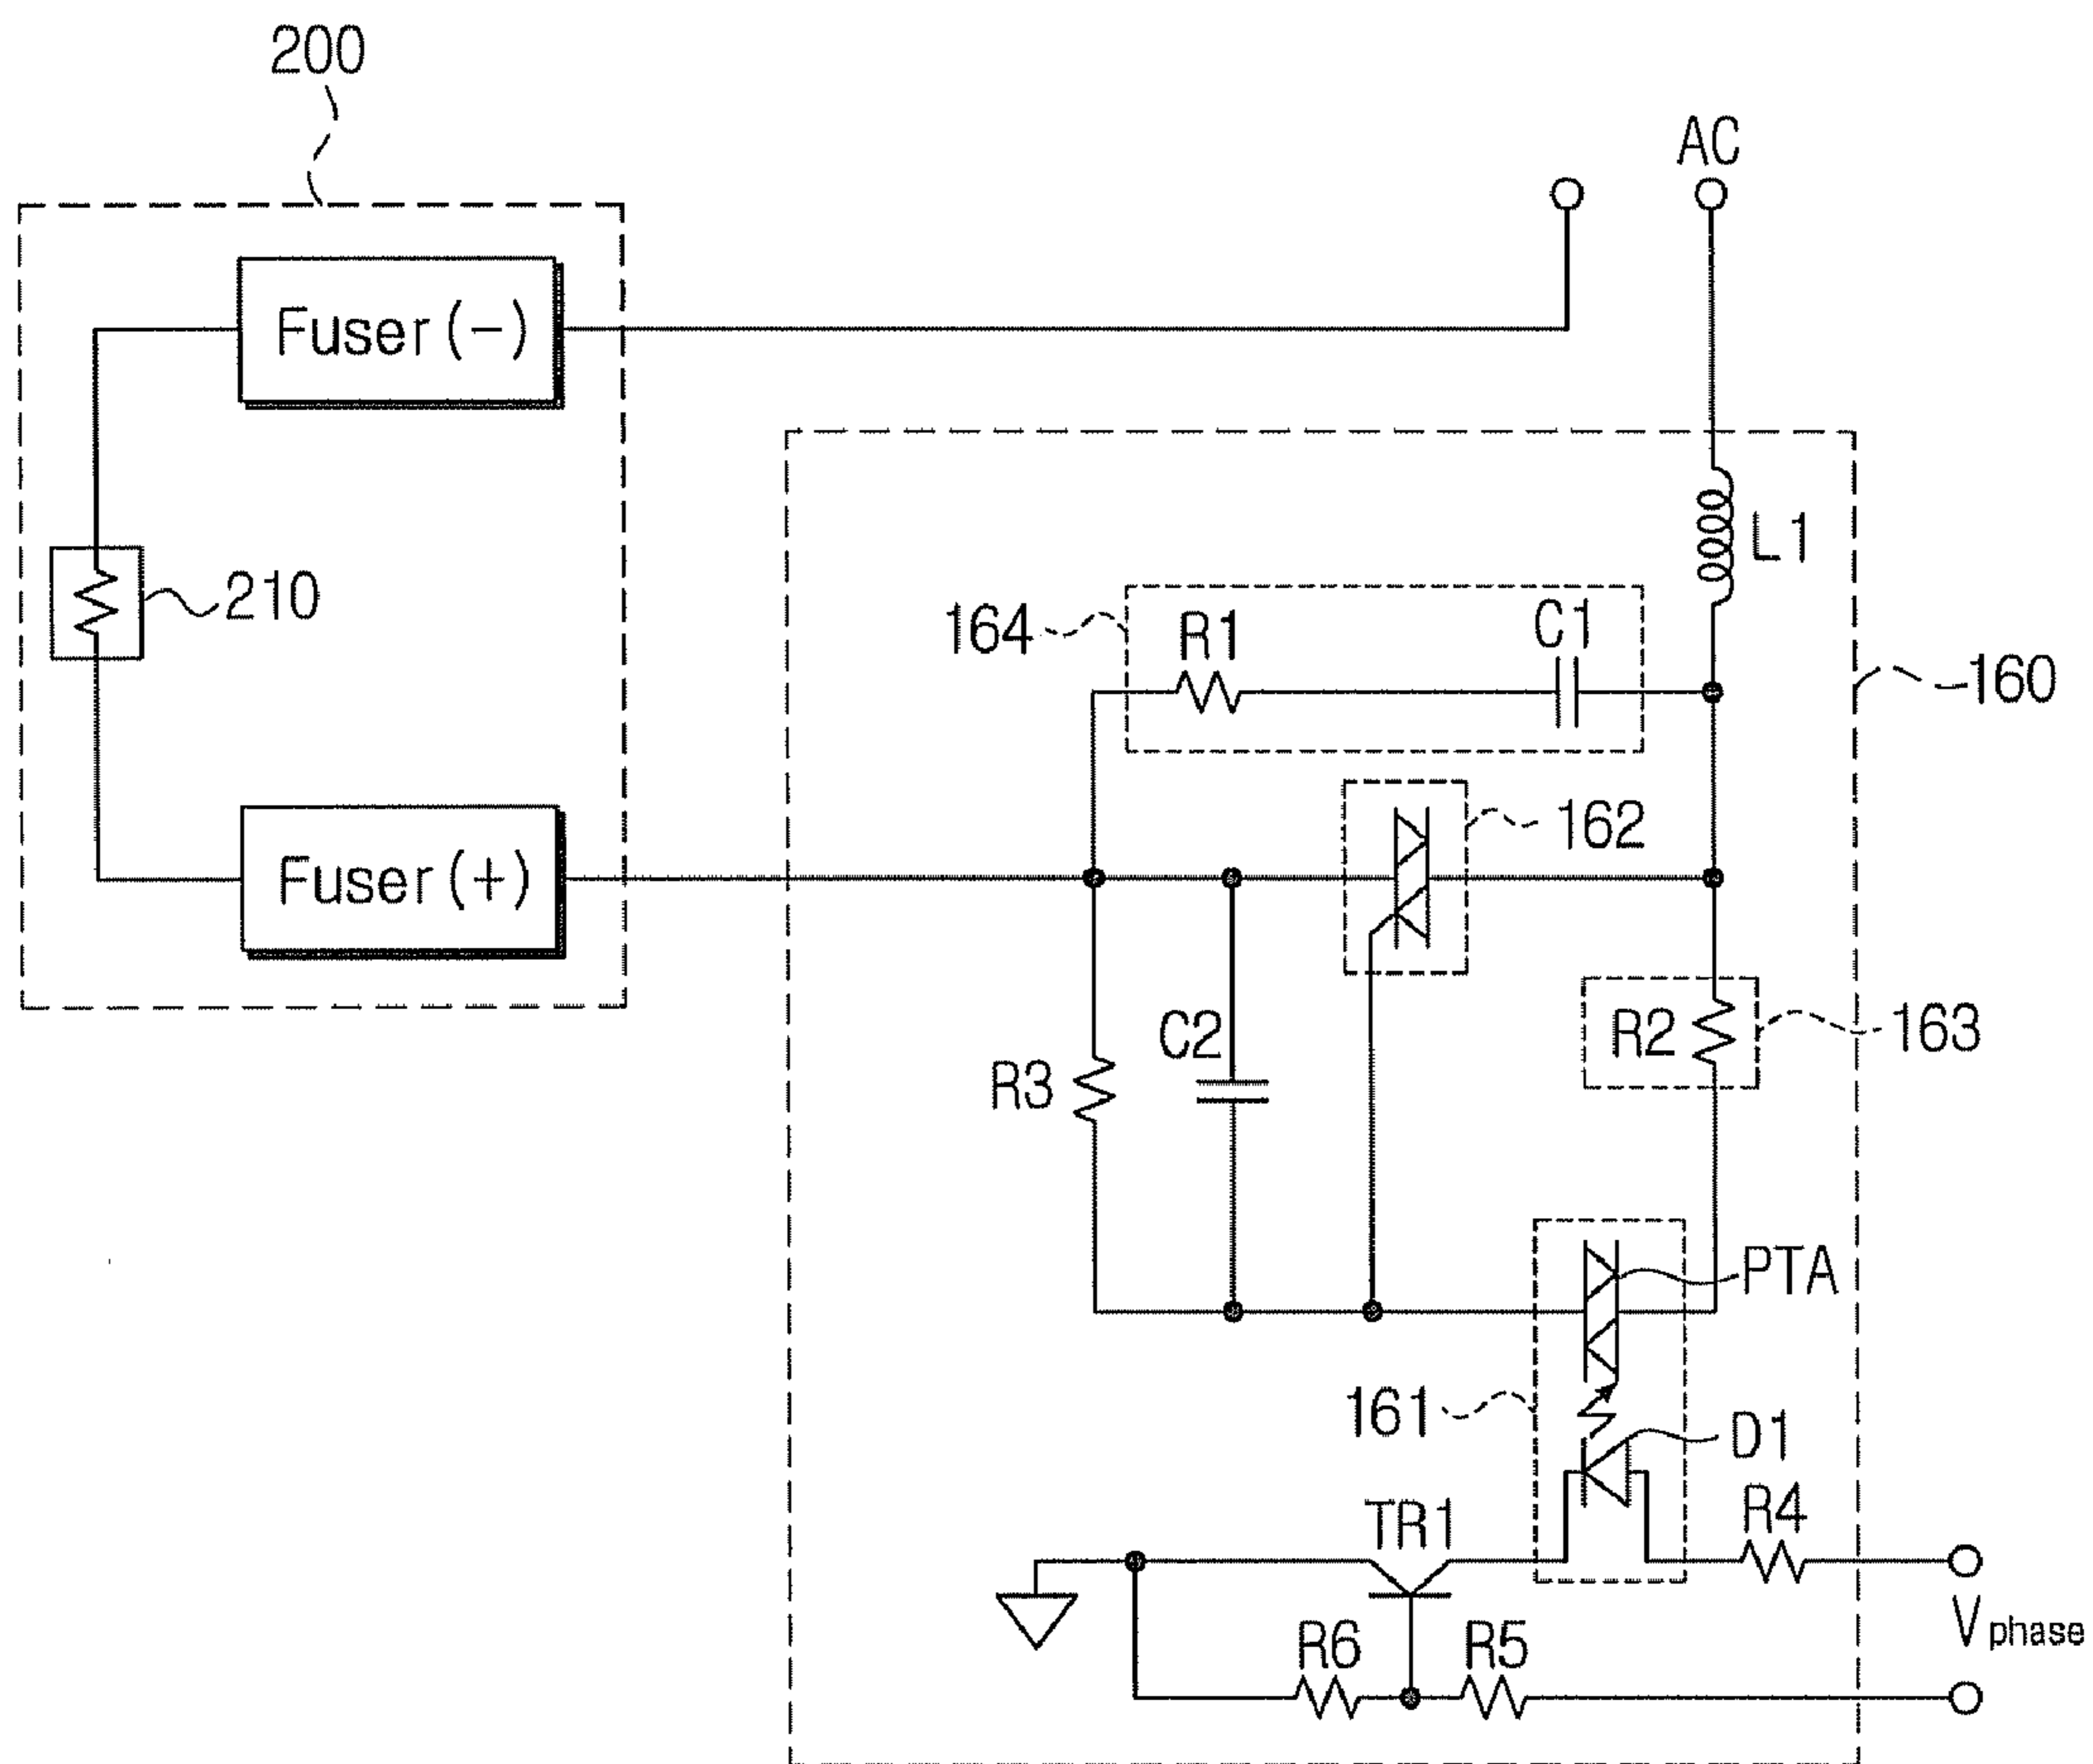 200
AC
Fuser (-)
L1
210
164
R1
C1
160
162
Fuser (+)
R2
163
C2
R3
PTA
161
D1
TR1
R4
Vphase
R6
R5